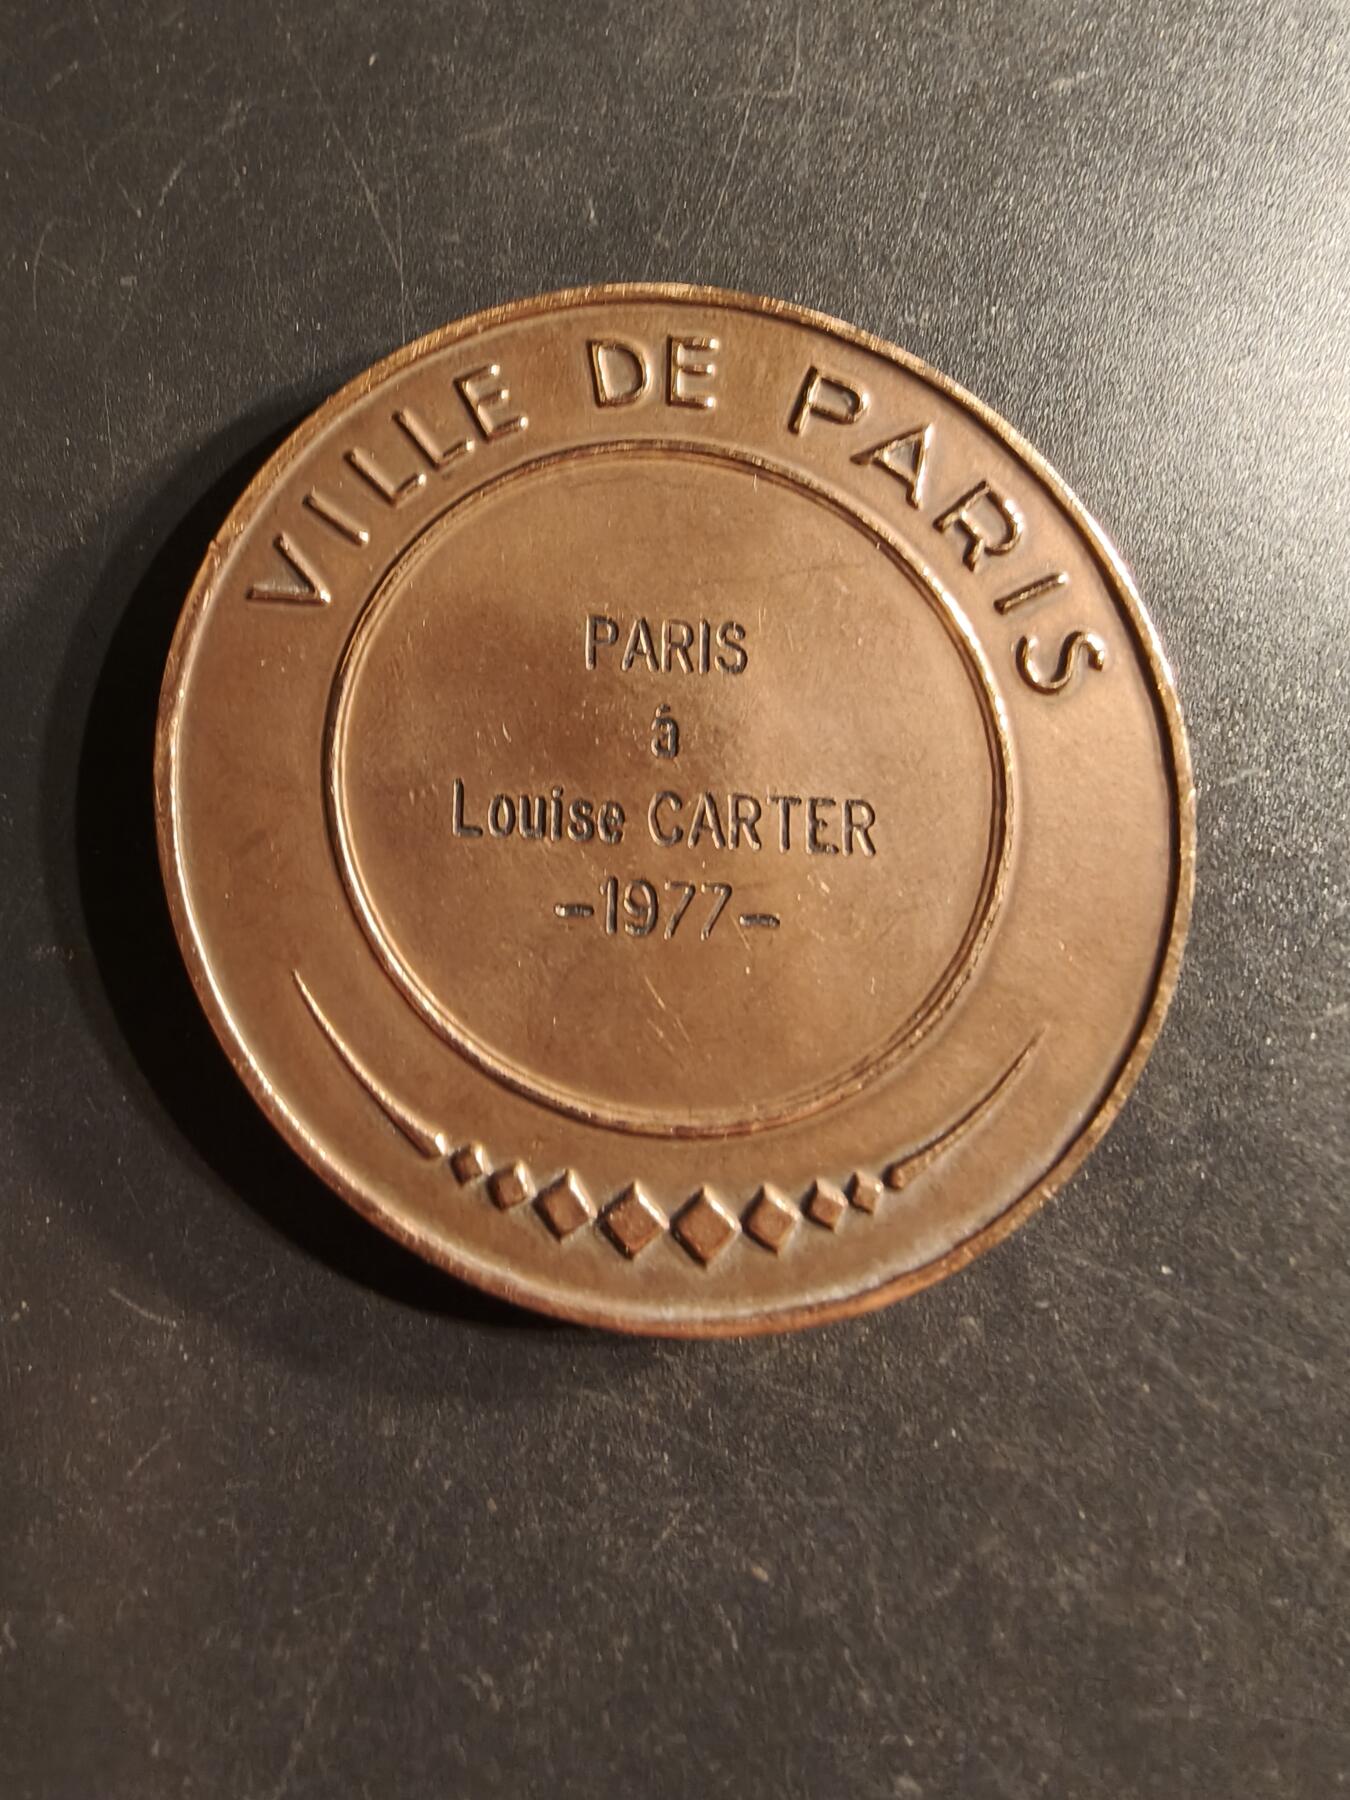 VILLE DE PARIS
PARIS
à
Louise CARTER
-1977-